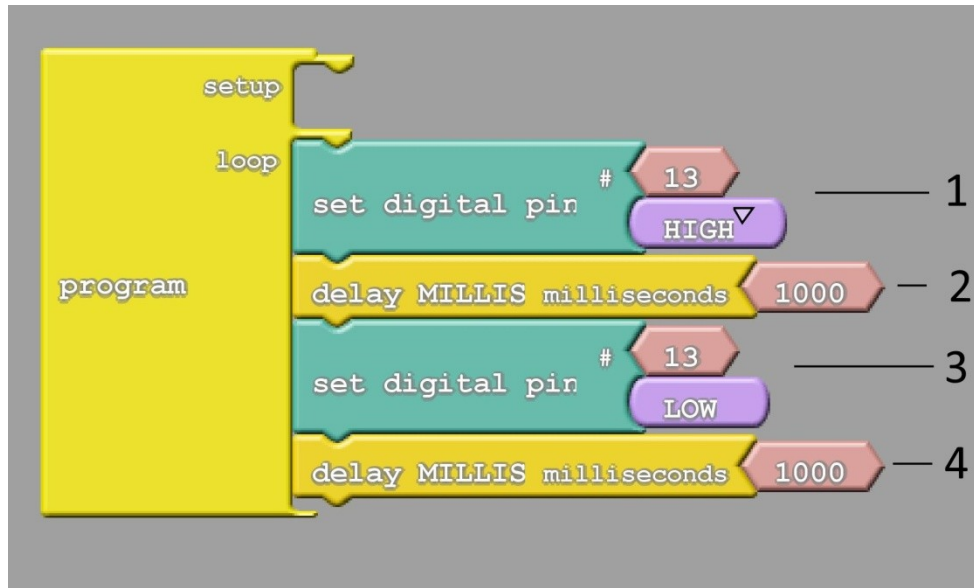 setup
loop
# 13
set digital pin
HIGH
1
program
delay MILLIS milliseconds 1000
2
# 13
set digital pin
LOW
3
delay MILLIS milliseconds 1000
4